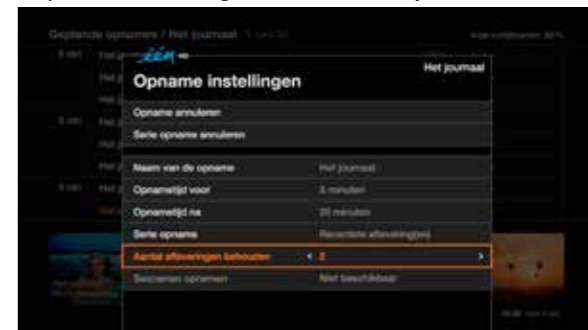 Geplande opnames / Het journaal
één
Het journaal
Opname instellingen
Opname annuleren
Serie opname annuleren
Naam van de opname Het journaal
Opnametijd voor 5 minuten
Opnametijd na 20 minuten
Serie opname Recentste aflevering(en)
Aantal afleveringen behouden 2
Seizoenen opnemen Niet beschikbaar